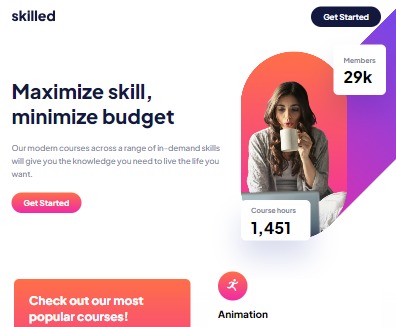 skilled
Get Started
Members
29k
Maximize skill,
minimize budget
Our modern courses across a range of in-demand skills
will give you the knowledge you need to live the life you
want.
Get Started
Course hours
1,451
Check out our most
popular courses!
Animation